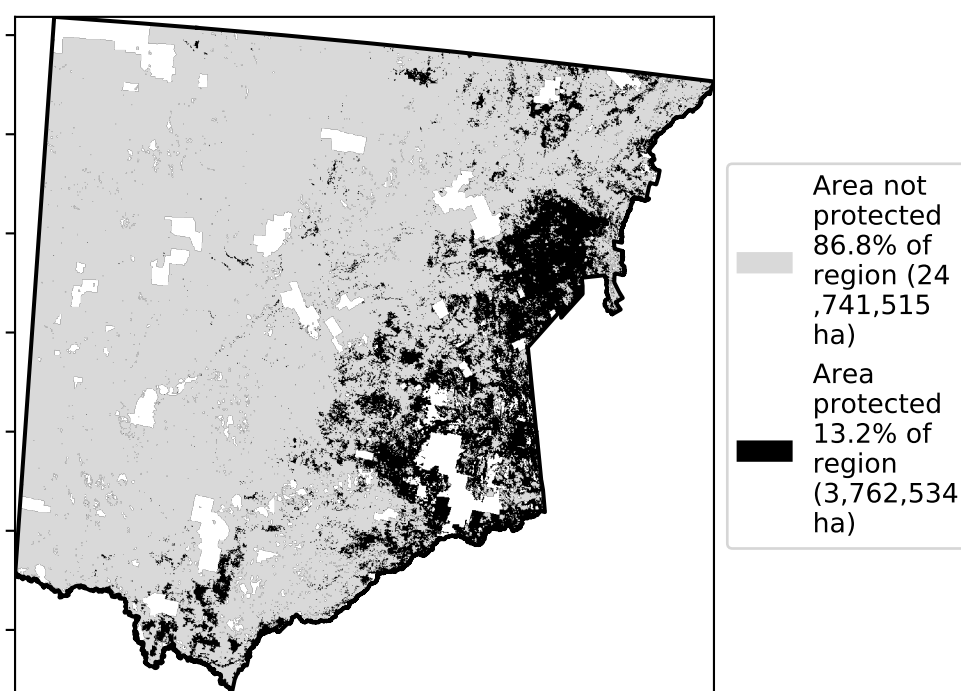 Area not
protected
86.8% of
region (24
,741,515
ha)
Area
protected
13.2% of
region
(3,762,534
ha)